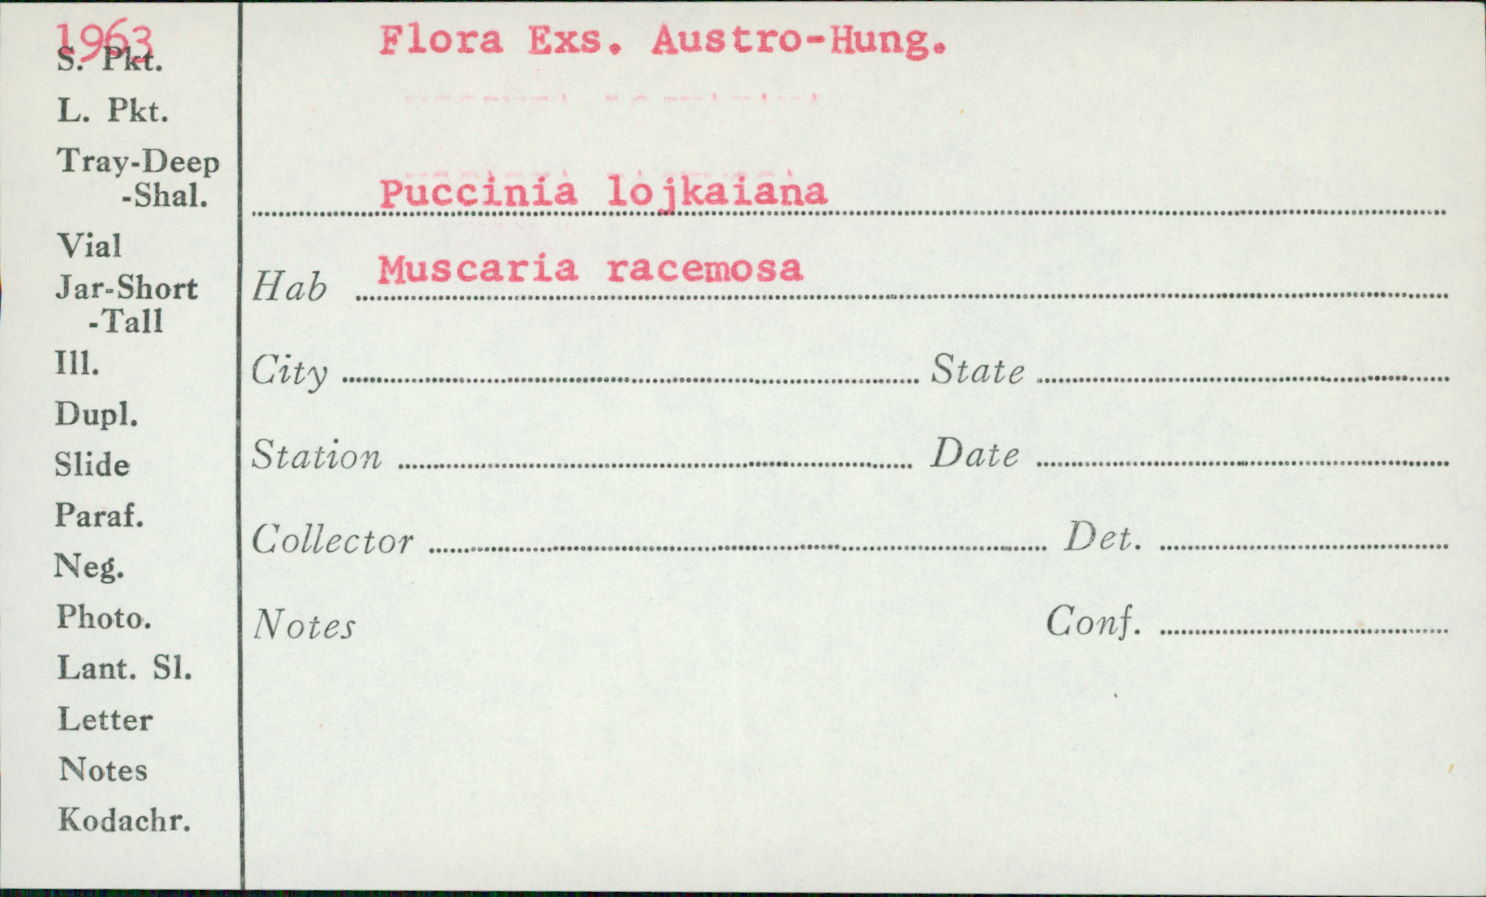 1963
S. Pkt.
L. Pkt.
Tray-Deep
-Shal.
Vial
Jar-Short
-Tall
Ill.
Dupl.
Slide
Paraf.
Neg.
Photo.
Lant. Sl.
Letter
Notes
Kodachr.
Flora Exs. Austro-Hung.
Puccinia lojkaiana
Hab Muscaria racemosa
City State
Station Date
Collector Det.
Notes Conf.